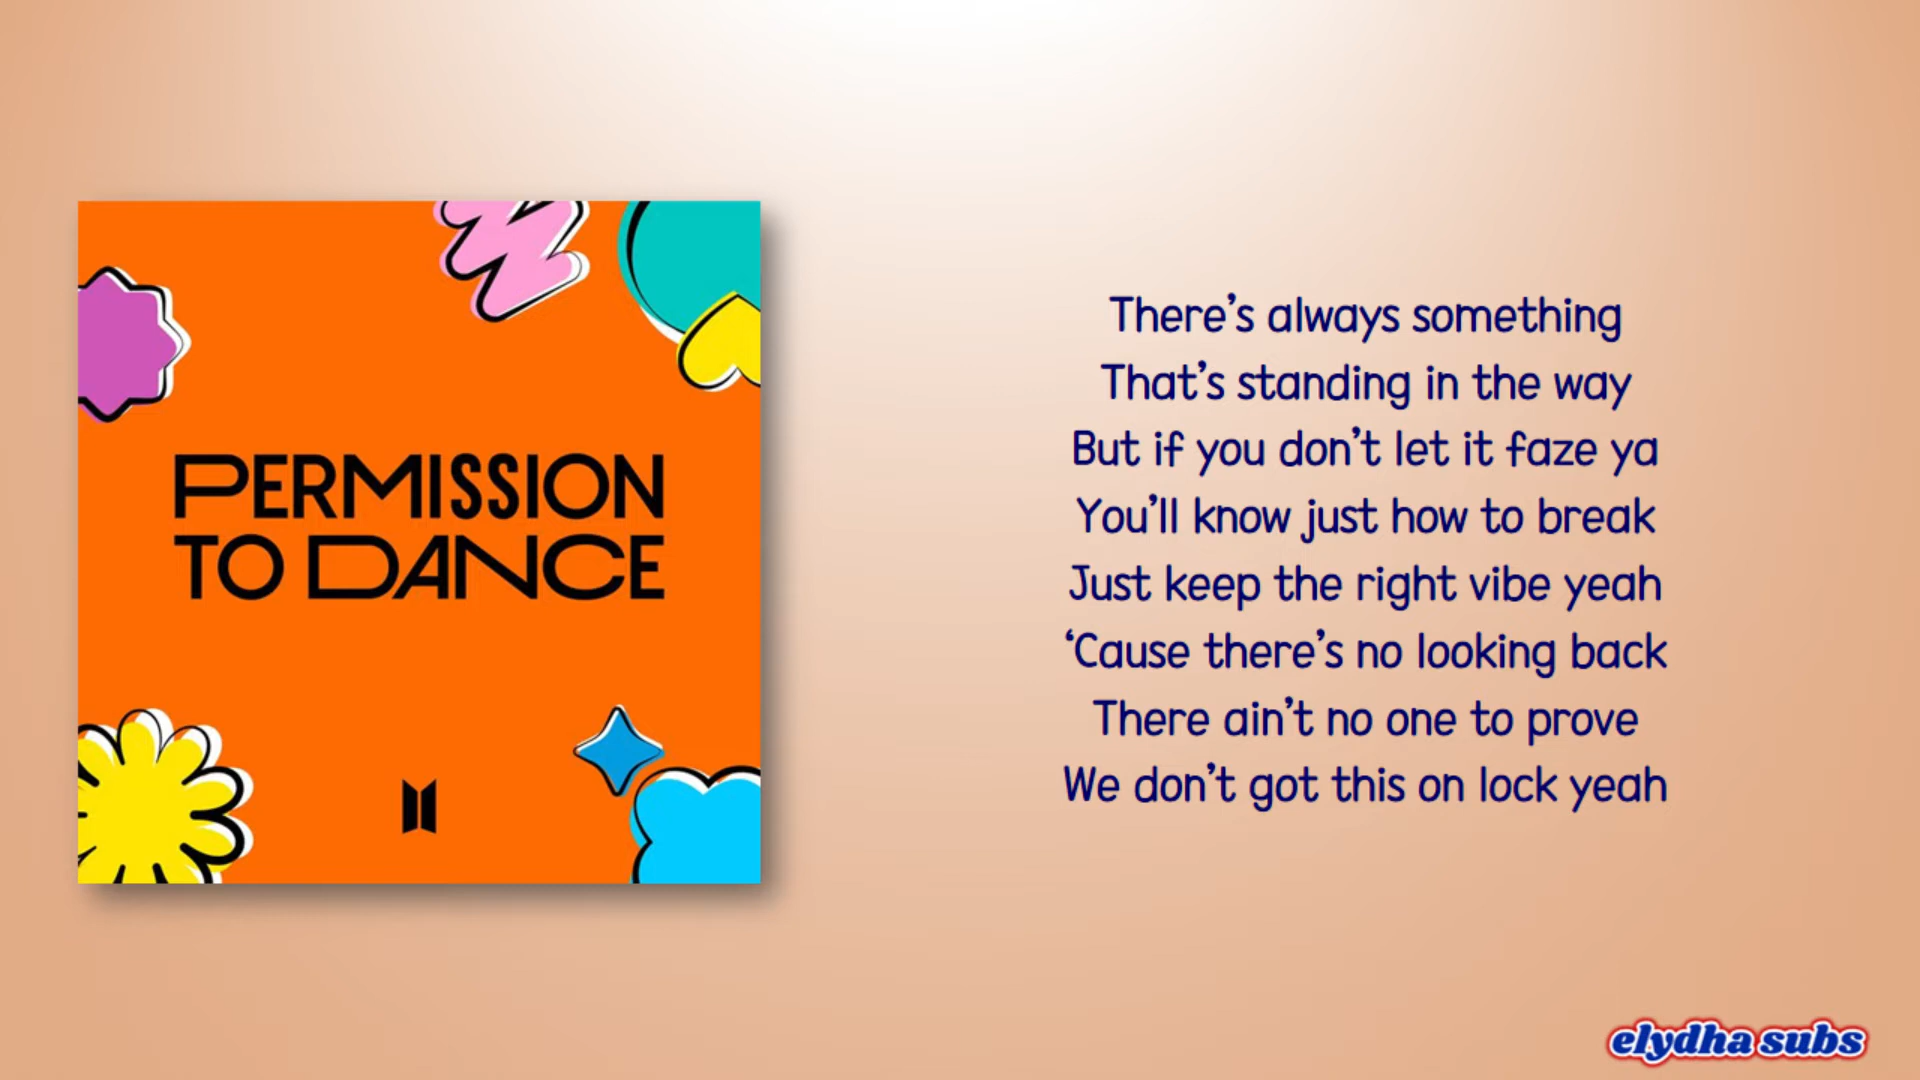 PERMISSION
TO DANCE
There’s always something
That’s standing in the way
But if you don’t let it faze ya
You’ll know just how to break
Just keep the right vibe yeah
‘Cause there’s no looking back
There ain’t no one to prove
We don’t got this on lock yeah
elydha subs